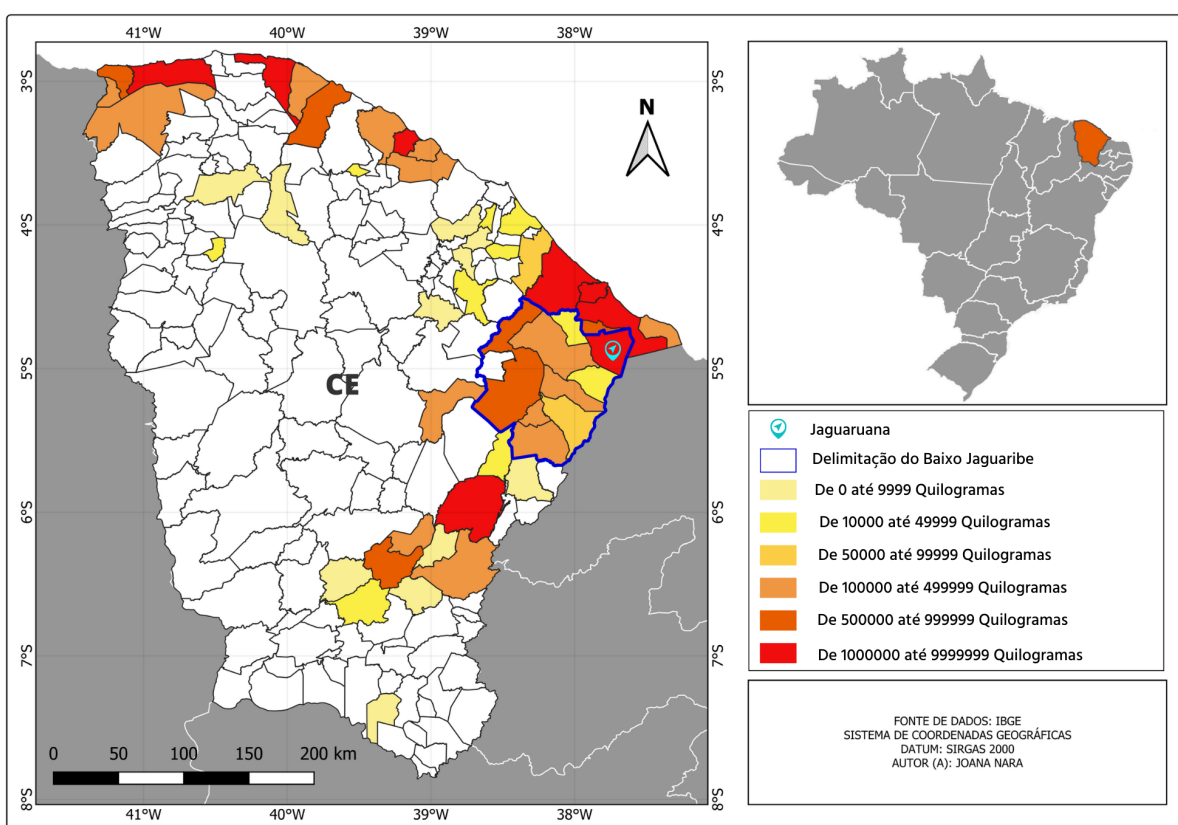 41°W 40°W 39°W 38°W
3°S 3°S
4°S 4°S
5°S 5°S
6°S 6°S
7°S 7°S
8°S 8°S
N
CE
0 50 100 150 200 km
41°W 40°W 39°W 38°W
Jaguaruana
Delimitação do Baixo Jaguaribe
De 0 até 9999 Quilogramas
De 10000 até 49999 Quilogramas
De 50000 até 99999 Quilogramas
De 100000 até 499999 Quilogramas
De 500000 até 999999 Quilogramas
De 1000000 até 9999999 Quilogramas
FONTE DE DADOS: IBGE
SISTEMA DE COORDENADAS GEOGRÁFICAS
DATUM: SIRGAS 2000
AUTOR (A): JOANA NARA